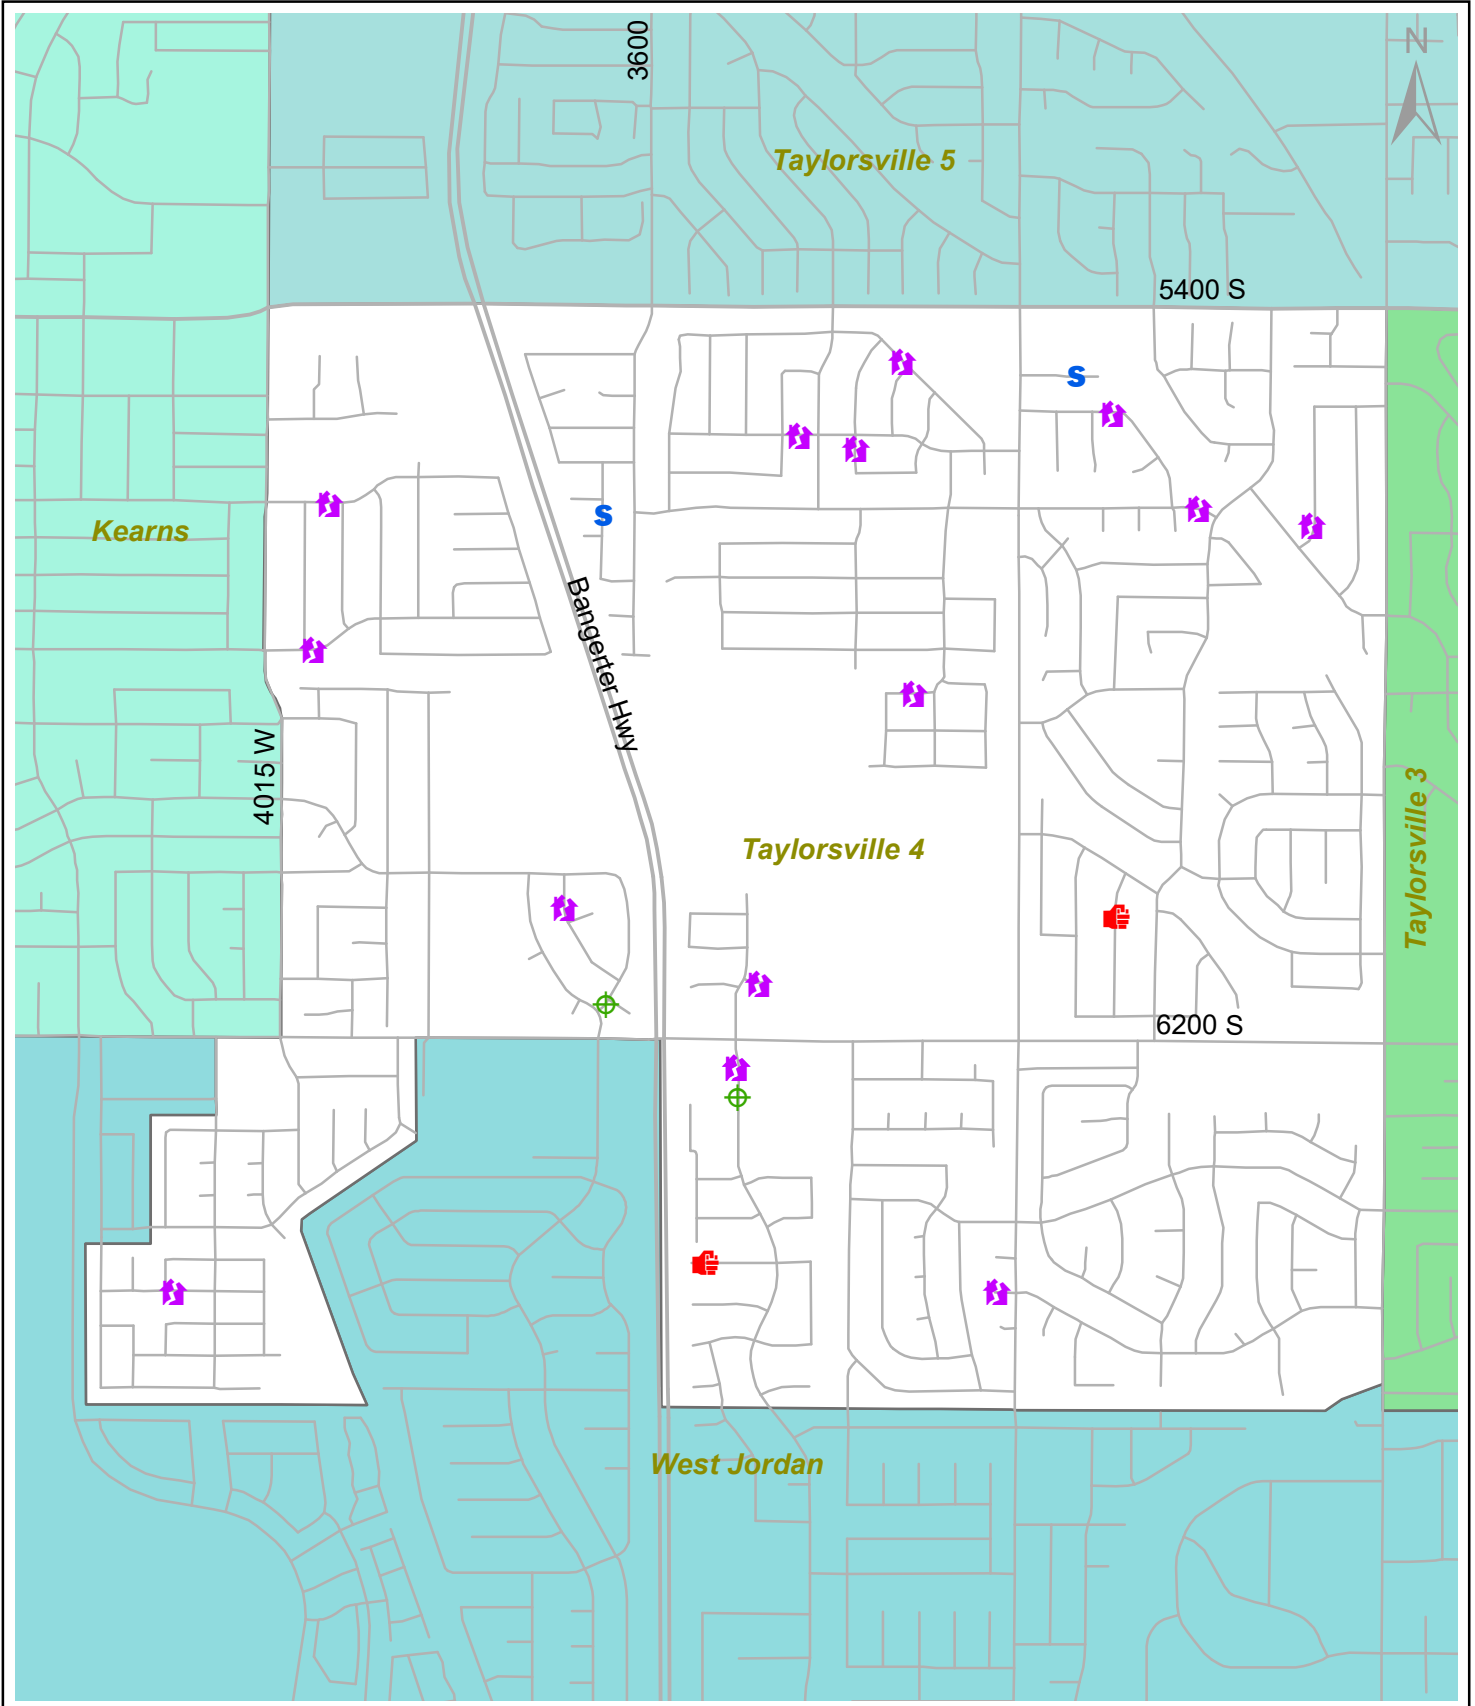 3600
N
Taylorsville 5
5400 S
S
S
Kearns
Bangerter Hwy
4015 W
Taylorsville 4
Taylorsville 3
6200 S
West Jordan